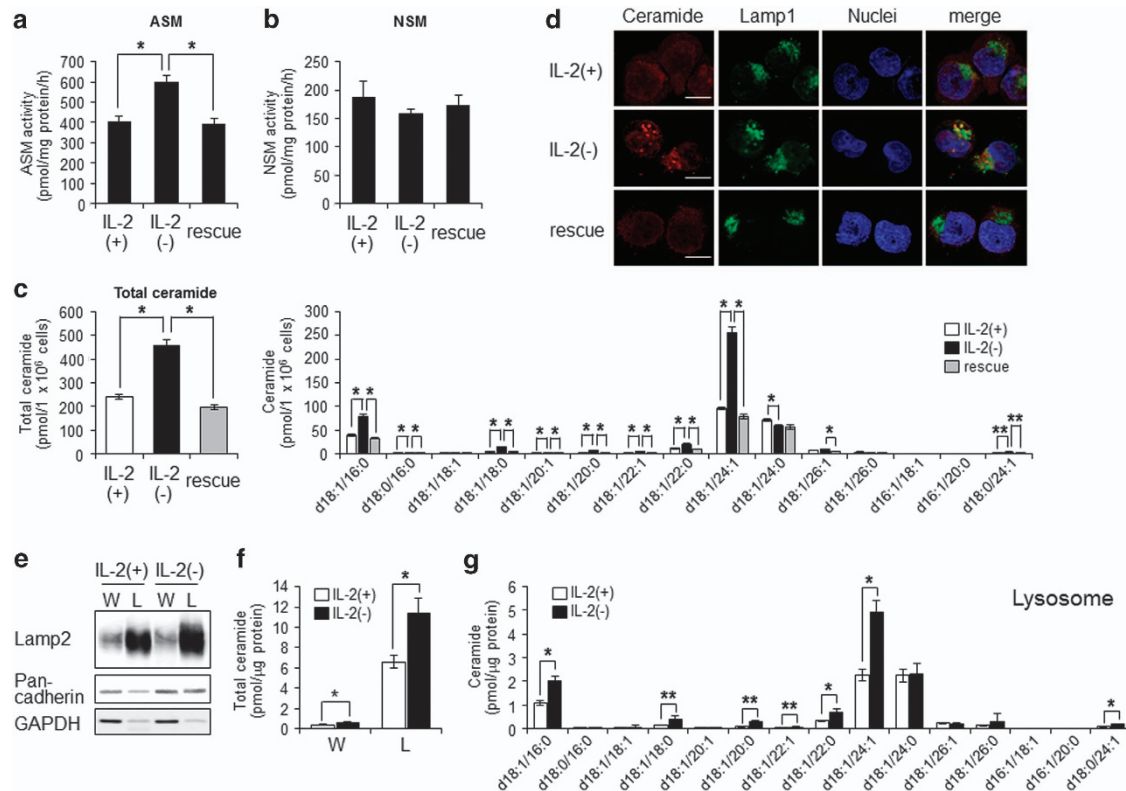 a
ASM
* *
ASM activity
(pmol/mg protein/h)
700
600
500
400
300
200
100
0
IL-2
(+)
IL-2
(-)
rescue
b
NSM
NSM activity
(pmol/mg protein/h)
250
200
150
100
50
0
IL-2
(+)
IL-2
(-)
rescue
d
Ceramide Lamp1 Nuclei merge
IL-2(+)
IL-2(-)
rescue
c
Total ceramide
* *
Total ceramide
(pmol/1 x 10⁶ cells)
600
500
400
300
200
100
0
IL-2
(+)
IL-2
(-)
rescue
Ceramide
(pmol/1 x 10⁶ cells)
300
250
200
150
100
50
0
* * * * * * * * * * * * * * * * * * ** **
IL-2(+)
IL-2(-)
rescue
d18:1/16:0
d18:0/16:0
d18:1/18:1
d18:1/18:0
d18:1/20:1
d18:1/20:0
d18:1/22:1
d18:1/22:0
d18:1/24:1
d18:1/24:0
d18:1/26:1
d18:1/26:0
d16:1/18:1
d16:1/20:0
d18:0/24:1
e
IL-2(+) IL-2(-)
W L W L
Lamp2
Pan-
cadherin
GAPDH
f
Total ceramide
(pmol/µg protein)
14
12
10
8
6
4
2
0
IL-2(+)
IL-2(-)
*
*
W L
g
Ceramide
(pmol/µg protein)
6
5
4
3
2
1
0
IL-2(+)
IL-2(-)
Lysosome
* ** ** ** * * *
d18:1/16:0
d18:0/16:0
d18:1/18:1
d18:1/18:0
d18:1/20:1
d18:1/20:0
d18:1/22:1
d18:1/22:0
d18:1/24:1
d18:1/24:0
d18:1/26:1
d18:1/26:0
d16:1/18:1
d16:1/20:0
d18:0/24:1